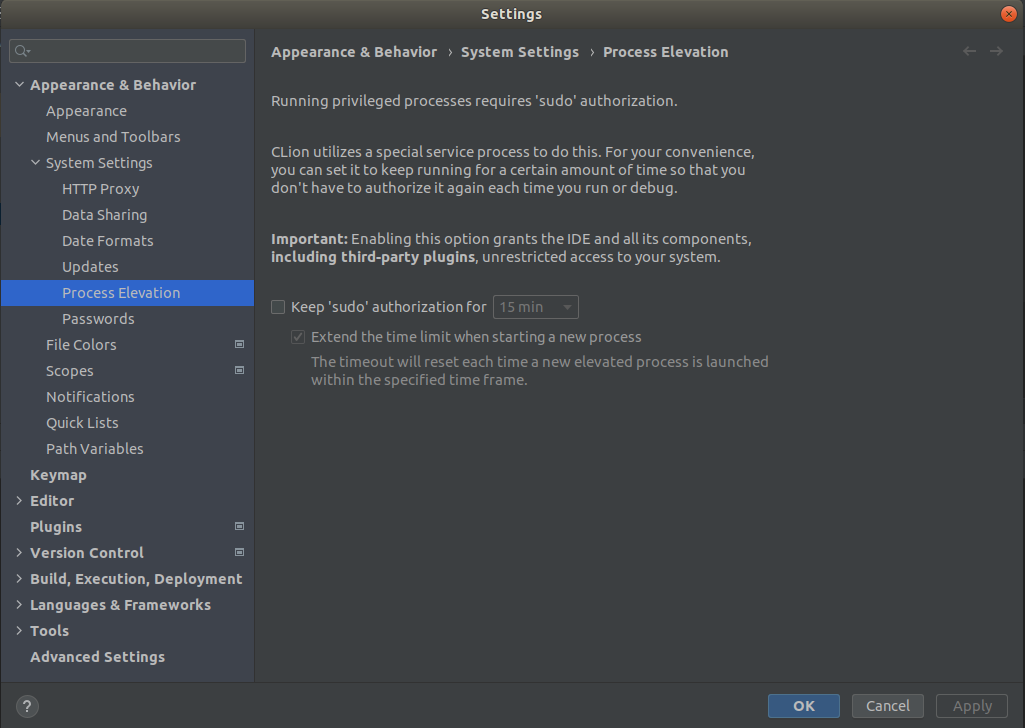 Settings
Appearance & Behavior
Appearance
Menus and Toolbars
System Settings
HTTP Proxy
Data Sharing
Date Formats
Updates
Process Elevation
Passwords
File Colors
Scopes
Notifications
Quick Lists
Path Variables
Keymap
Editor
Plugins
Version Control
Build, Execution, Deployment
Languages & Frameworks
Tools
Advanced Settings
Appearance & Behavior › System Settings › Process Elevation
Running privileged processes requires 'sudo' authorization.
CLion utilizes a special service process to do this. For your convenience,
you can set it to keep running for a certain amount of time so that you
don't have to authorize it again each time you run or debug.
Important: Enabling this option grants the IDE and all its components,
including third-party plugins, unrestricted access to your system.
Keep 'sudo' authorization for 15 min
Extend the time limit when starting a new process
The timeout will reset each time a new elevated process is launched
within the specified time frame.
?
OK
Cancel
Apply